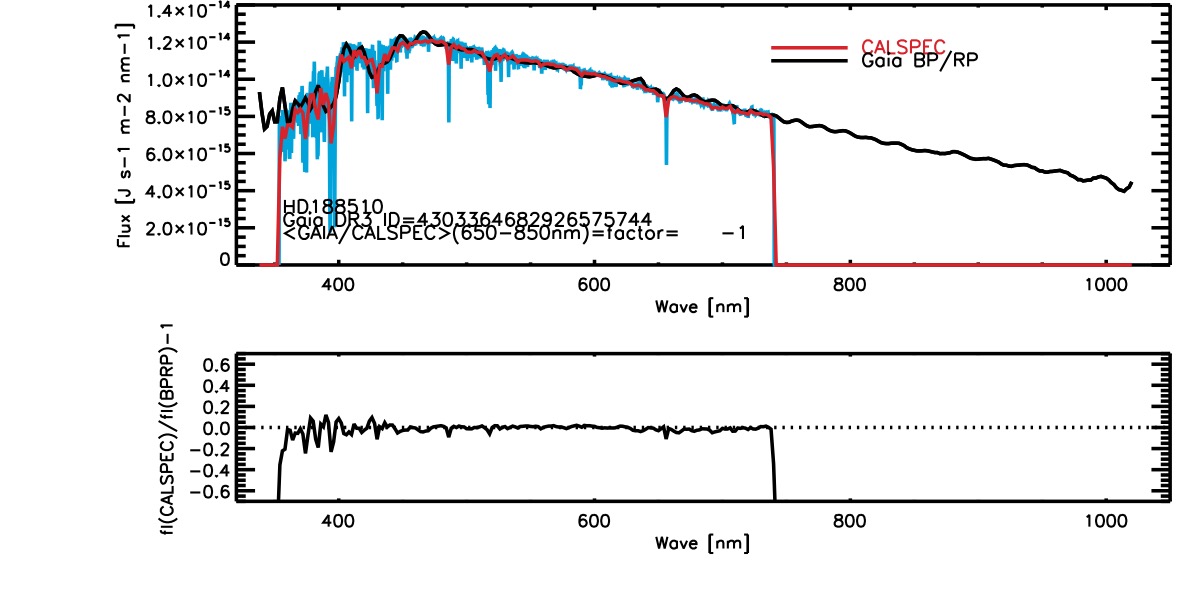 1.4×10⁻¹⁴
1.2×10⁻¹⁴
1.0×10⁻¹⁴
8.0×10⁻¹⁵
6.0×10⁻¹⁵
4.0×10⁻¹⁵
2.0×10⁻¹⁵
0
Flux [J s−1 m−2 nm−1]
CALSPEC
Gaia BP/RP
HD188510
Gaia DR3 ID=4303364682926575744
<GAIA/CALSPEC>(650−850nm)=factor= −1
400 600 800 1000
Wave [nm]
fl(CALSPEC)/fl(BPRP)−1
0.6
0.4
0.2
0.0
−0.2
−0.4
−0.6
400 600 800 1000
Wave [nm]